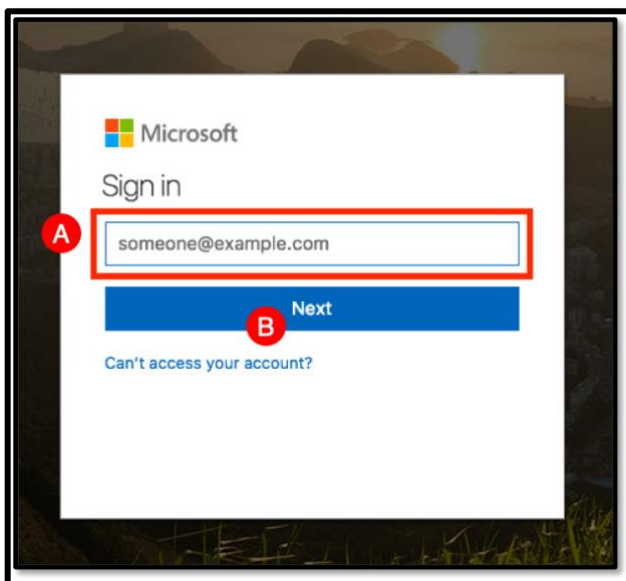 Microsoft
Sign in
A
someone@example.com
Next
B
Can't access your account?